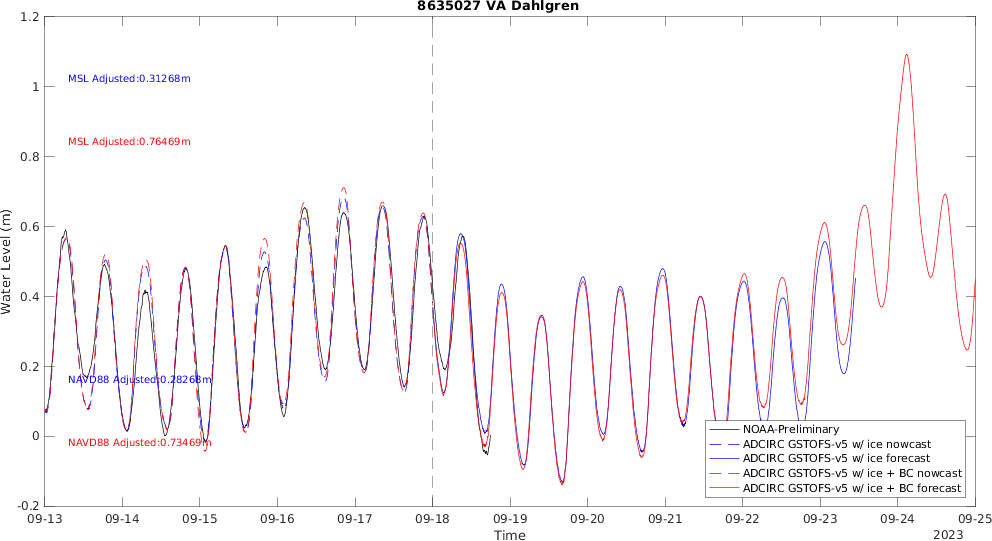 8635027 VA Dahlgren
1.2
1
0.8
0.6
0.4
0.2
0
-0.2
Water Level (m)
MSL Adjusted:0.31268m
MSL Adjusted:0.76469m
NAVD88 Adjusted:0.28268m
NAVD88 Adjusted:0.73469m
NOAA-Preliminary
ADCIRC GSTOFS-v5 w/ ice nowcast
ADCIRC GSTOFS-v5 w/ ice forecast
ADCIRC GSTOFS-v5 w/ ice + BC nowcast
ADCIRC GSTOFS-v5 w/ ice + BC forecast
09-13 09-14 09-15 09-16 09-17 09-18 09-19 09-20 09-21 09-22 09-23 09-24 09-25
Time
2023